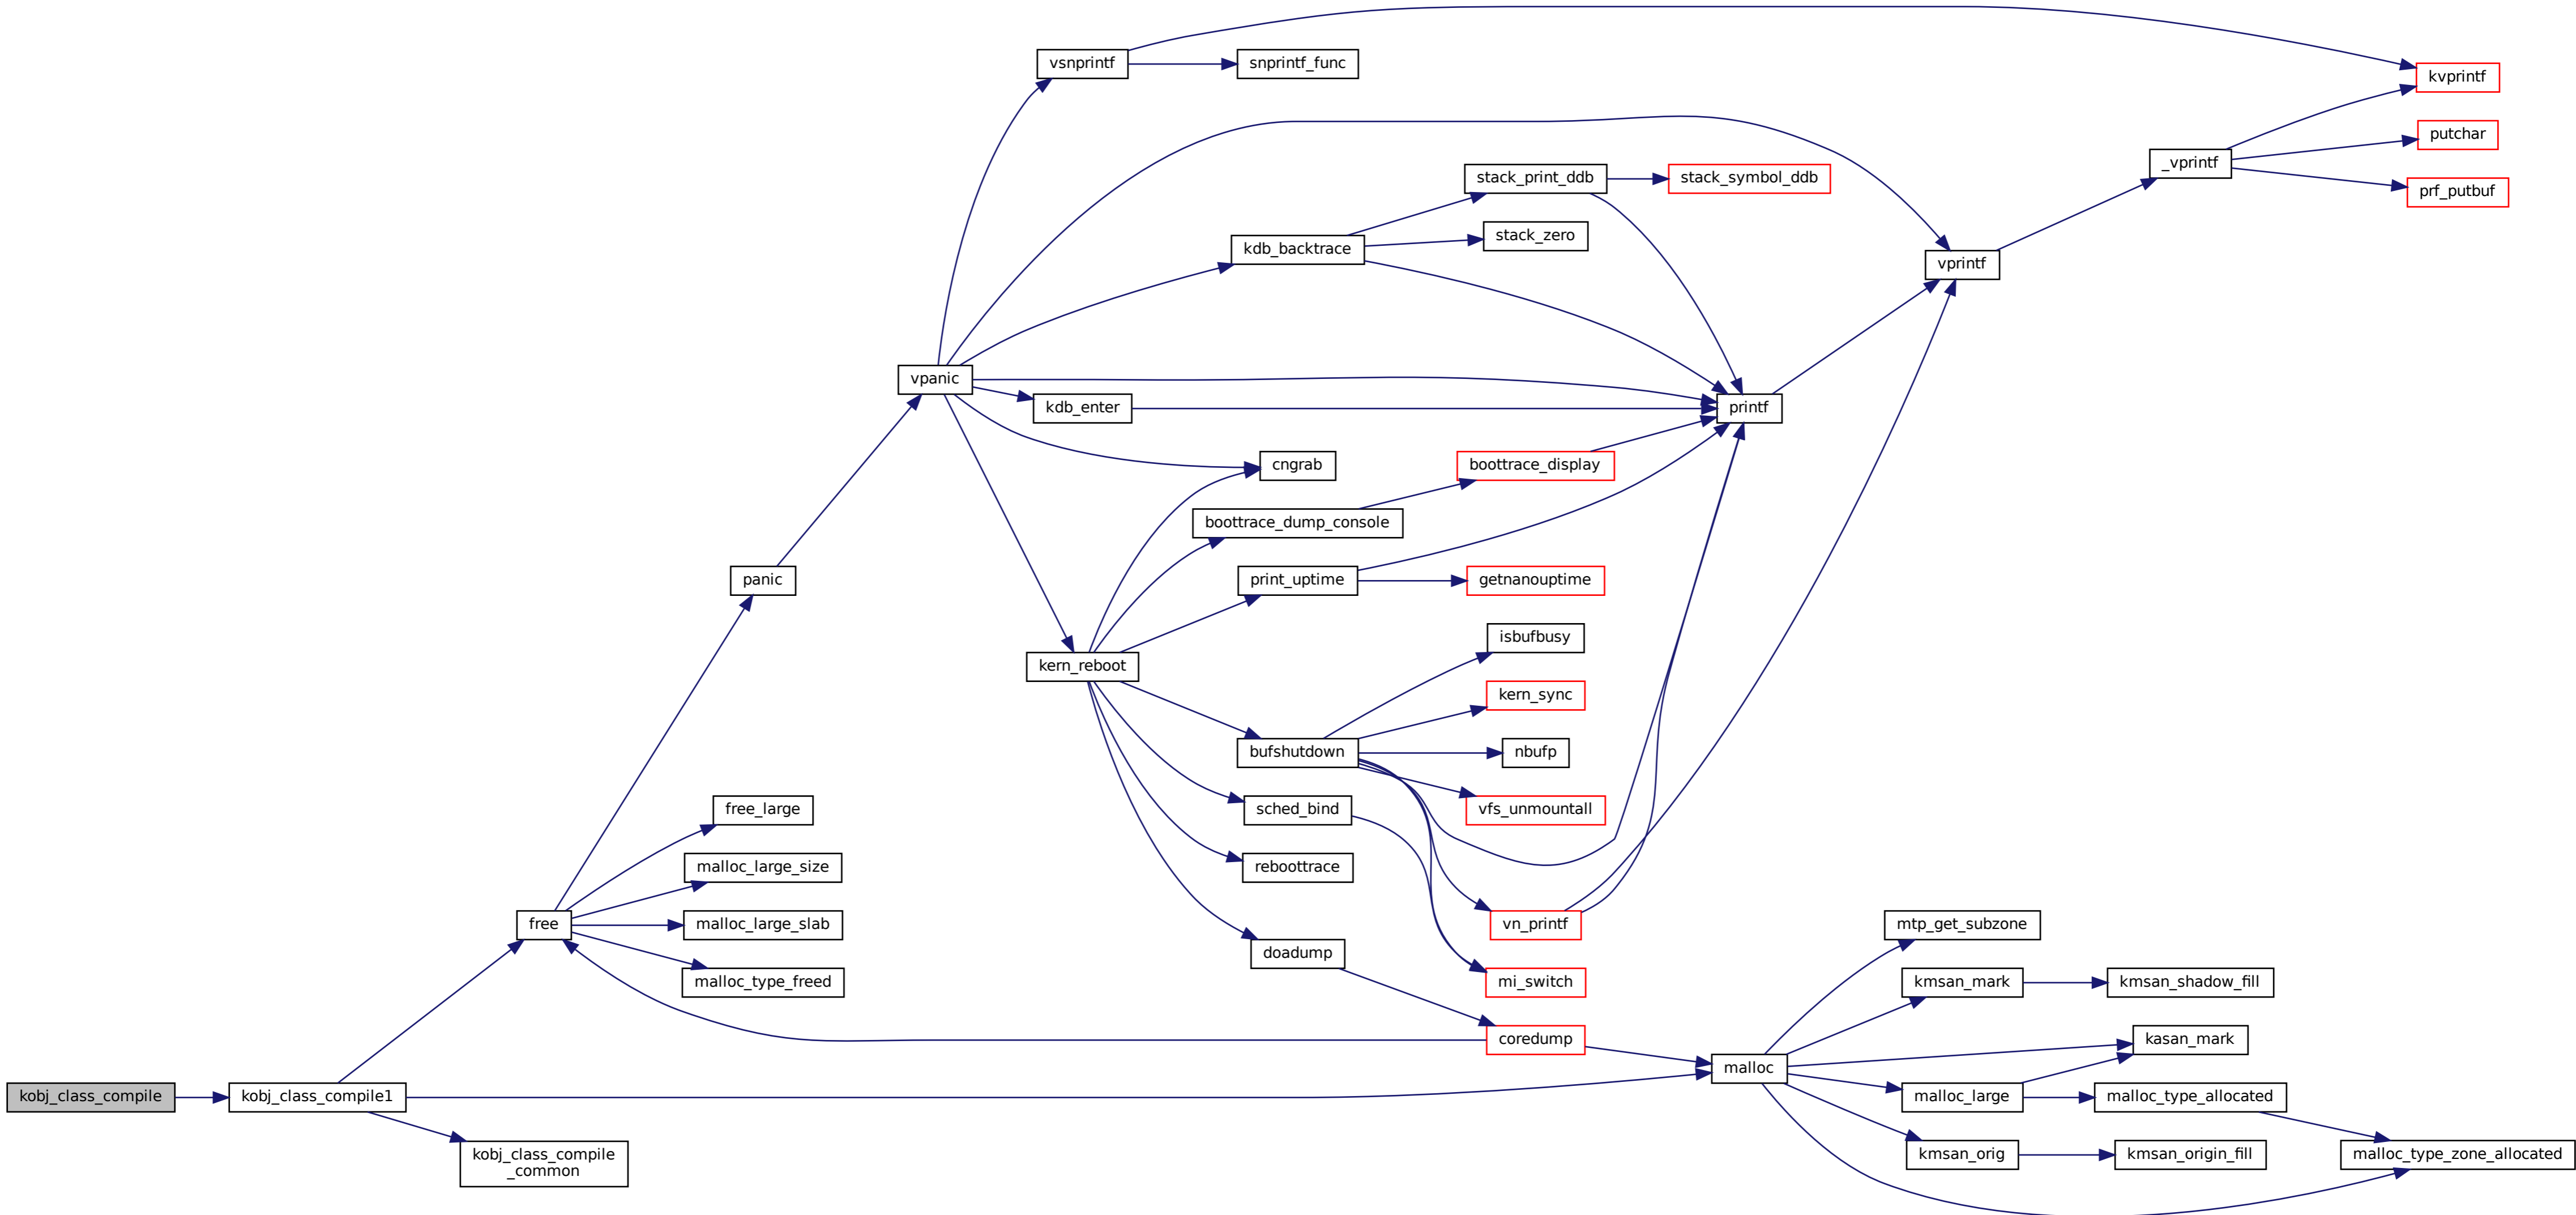 vsnprintf
snprintf_func
kvprintf
putchar
_vprintf
prf_putbuf
stack_print_ddb
stack_symbol_ddb
stack_zero
kdb_backtrace
vprintf
vpanic
kdb_enter
printf
cngrab
boottrace_display
boottrace_dump_console
panic
print_uptime
getnanouptime
isbufbusy
kern_reboot
kern_sync
bufshutdown
nbufp
free_large
sched_bind
vfs_unmountall
malloc_large_size
reboottrace
free
malloc_large_slab
vn_printf
mtp_get_subzone
doadump
malloc_type_freed
mi_switch
kmsan_mark
kmsan_shadow_fill
coredump
kasan_mark
malloc
kobj_class_compile
kobj_class_compile1
malloc_large
malloc_type_allocated
kobj_class_compile
_common
kmsan_orig
kmsan_origin_fill
malloc_type_zone_allocated